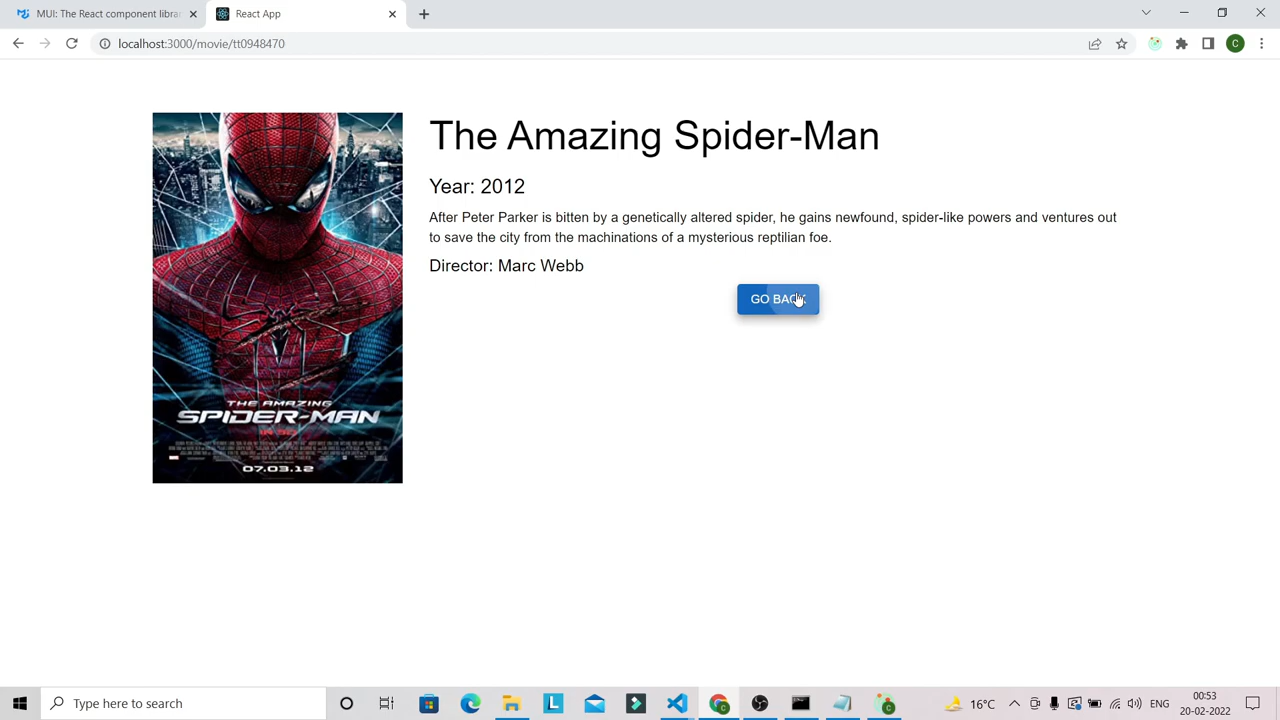 MUI: The React component libra
React App
localhost:3000/movie/tt0948470
C
The Amazing Spider-Man
Year: 2012
After Peter Parker is bitten by a genetically altered spider, he gains newfound, spider-like powers and ventures out
to save the city from the machinations of a mysterious reptilian foe.
Director: Marc Webb
GO BACK
THE AMAZING
SPIDER-MAN
IN 3D
07.03.12
Type here to search
L
C
16°C
ENG
00:53
20-02-2022